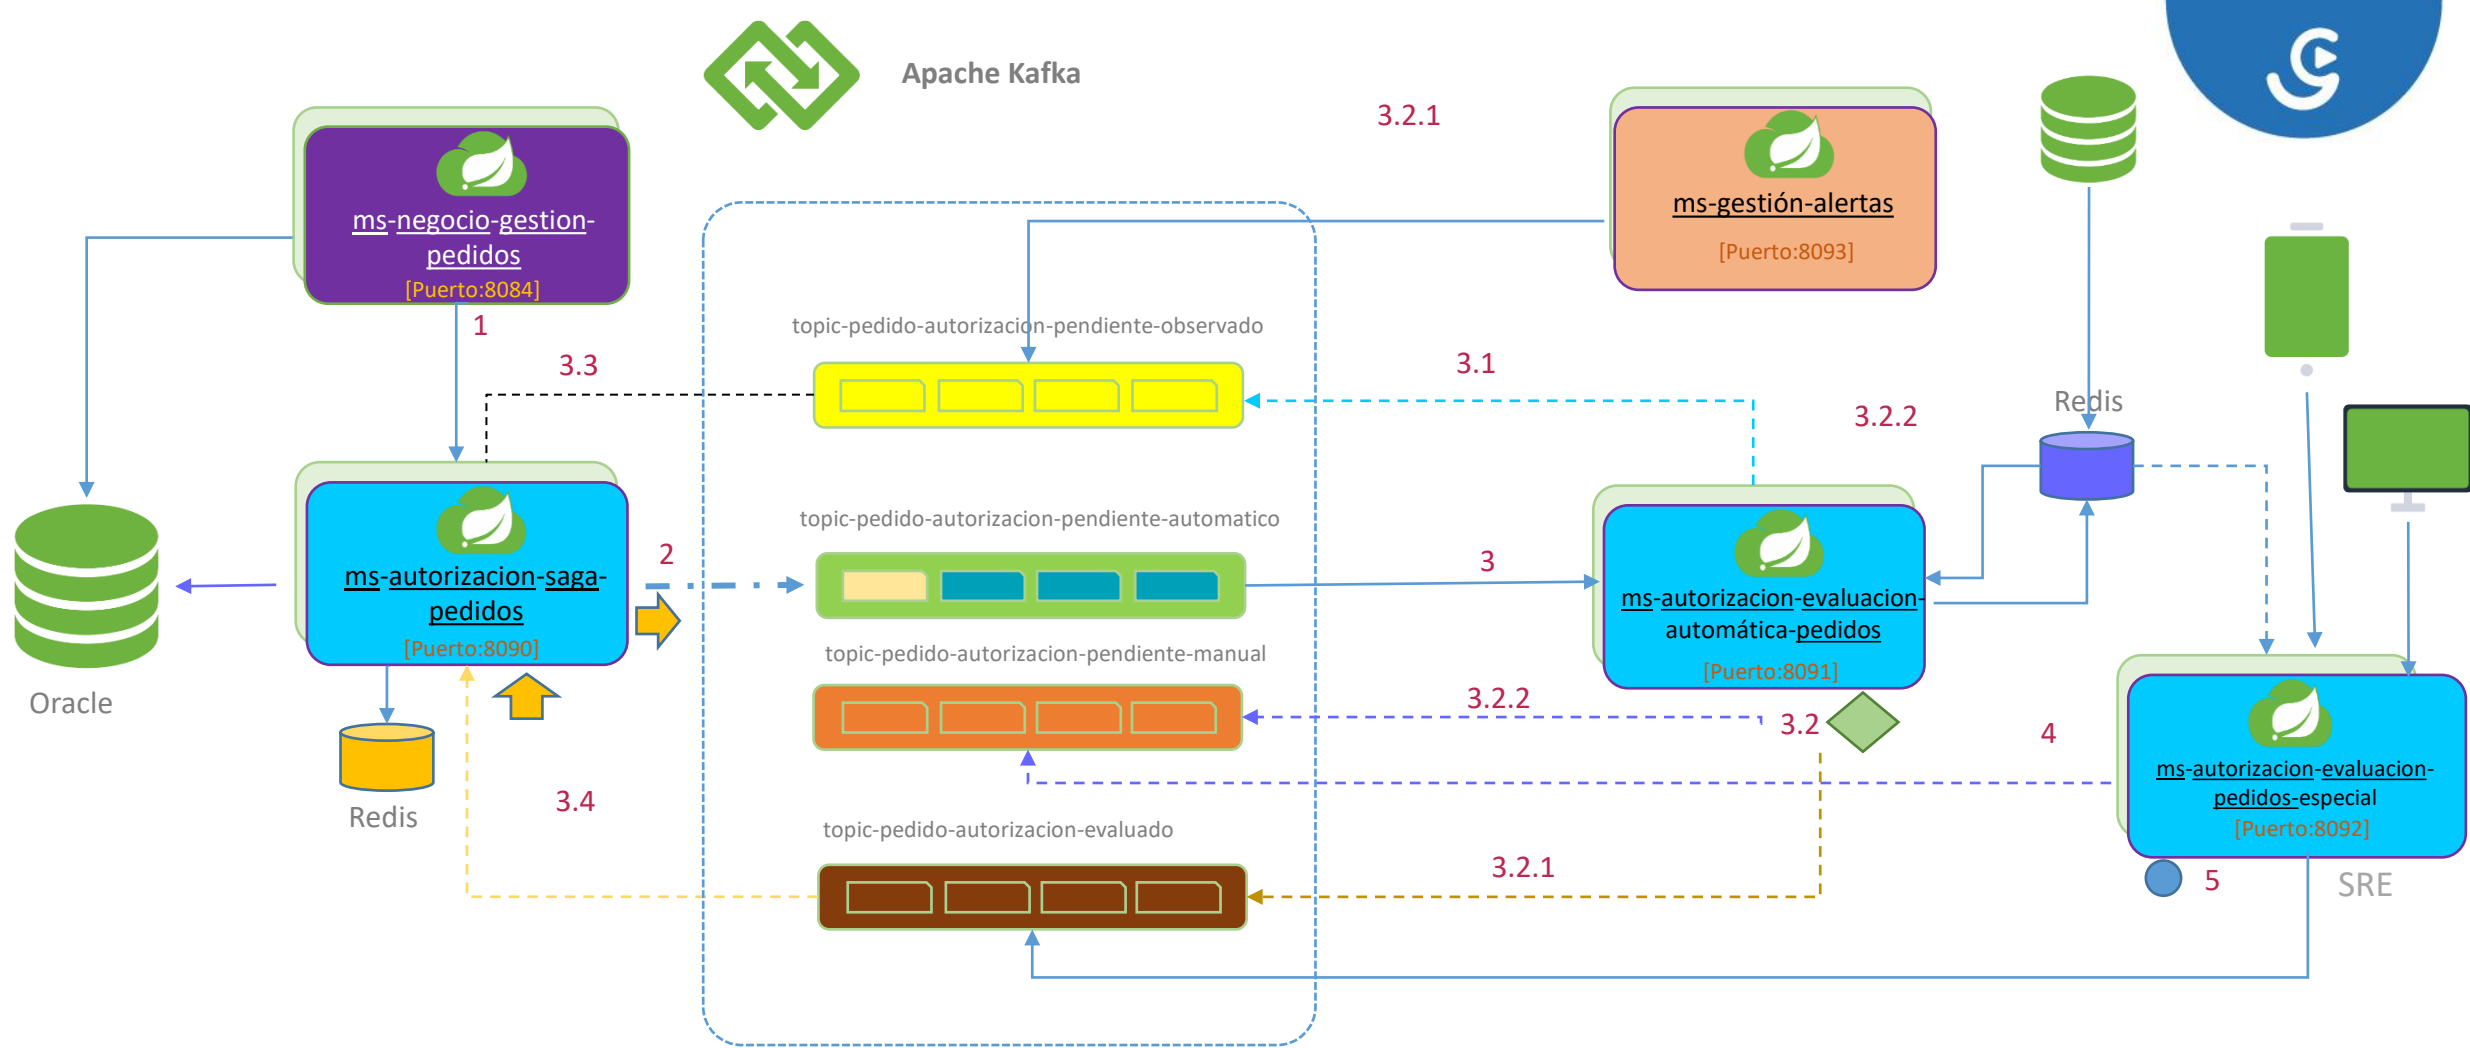 Apache Kafka
3.2.1
ms-negocio-gestion-
pedidos
[Puerto:8084]
ms-gestión-alertas
[Puerto:8093]
1
topic-pedido-autorizacion-pendiente-observado
3.3
3.1
3.2.2
Redis
topic-pedido-autorizacion-pendiente-automatico
2
3
ms-autorizacion-saga-
pedidos
[Puerto:8090]
ms-autorizacion-evaluacion-
automática-pedidos
[Puerto:8091]
topic-pedido-autorizacion-pendiente-manual
Oracle
3.2.2
3.2
4
ms-autorizacion-evaluacion-
pedidos-especial
[Puerto:8092]
Redis
3.4
topic-pedido-autorizacion-evaluado
3.2.1
5
SRE